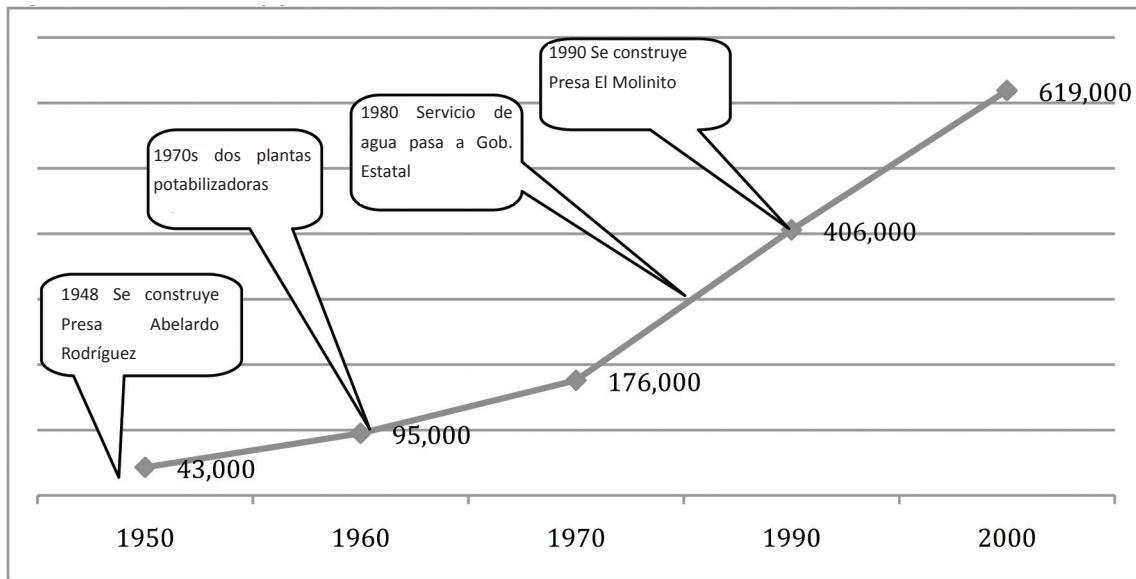 1990 Se construye
Presa El Molinito
619,000
1980 Servicio de
agua pasa a Gob.
Estatal
1970s dos plantas
potabilizadoras
406,000
1948 Se construye
Presa Abelardo
Rodríguez
176,000
95,000
43,000
1950 1960 1970 1990 2000